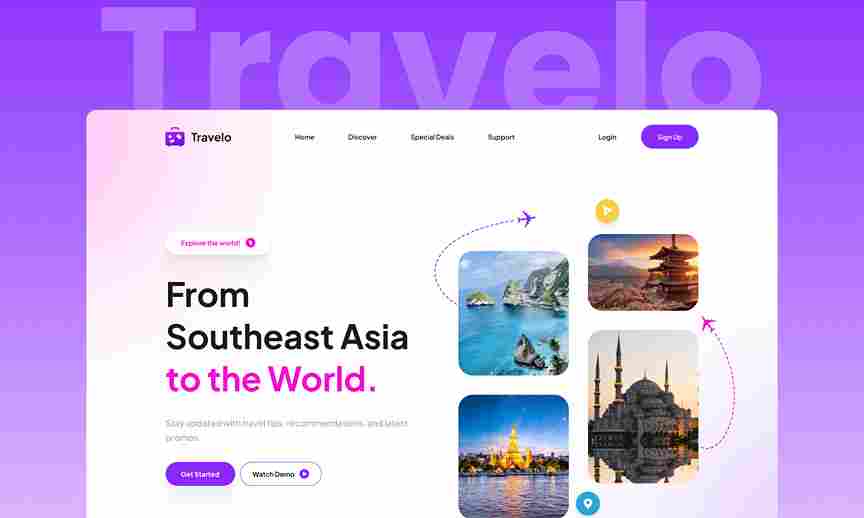 Travelo
Travelo
Home
Discover
Special Deals
Support
Login
Sign Up
Explore the world!
From
Southeast Asia
to the World.
Stay updated with travel tips, recommendations, and latest
promos.
Get Started
Watch Demo